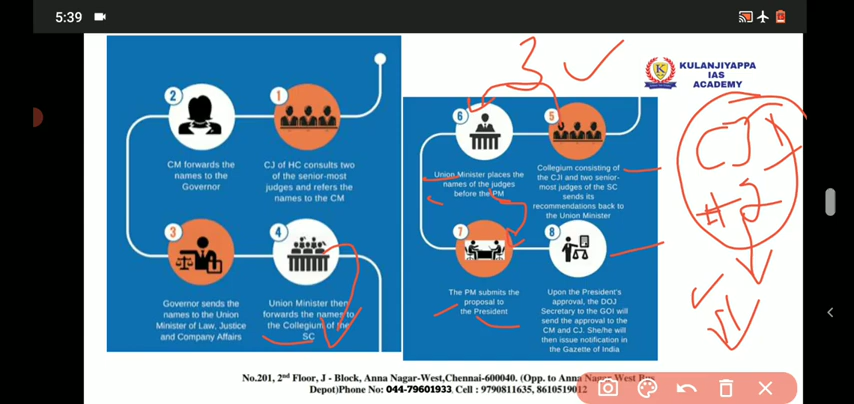 5:39
KULANJIYAPPA
IAS
ACADEMY
1
CJ of HC consults two
of the senior-most
judges and refers the
names to the CM
2
CM forwards the
names to the
Governor
3
Governor sends the
names to the Union
Minister of Law, Justice
and Company Affairs
4
Union Minister then
forwards the names to
the Collegium of the
SC
5
Collegium consisting of
the CJI and two senior-
most judges of the SC
sends its
recommendations back to
the Union Minister
6
Union Minister places the
names of the judges
before the PM
7
The PM submits the
proposal to
the President
8
Upon the President's
approval, the DOJ
Secretary to the GOI will
send the approval to the
CM and CJ. She/he will
then issue notification in
the Gazette of India
3
CJI
+2
No.201, 2nd Floor, J - Block, Anna Nagar-West,Chennai-600040. (Opp. to Anna Nagar West Bus
Depot)Phone No: 044-79601933, Cell : 9790811635, 8610519012